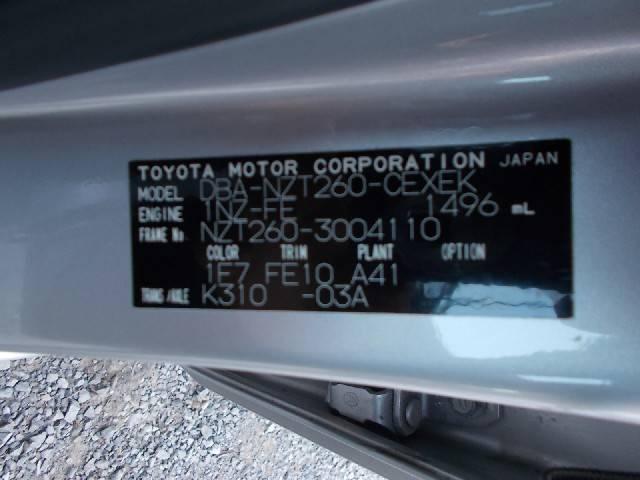 TOYOTA MOTOR CORPORATION JAPAN
MODEL DBA-NZT260-CEXEK
ENGINE 1NZ-FE 1496 mL
FRAME No. NZT260-3004110
COLOR TRIM PLANT OPTION
1E7 FE10 A41
TRANS/AXLE K310 -03A